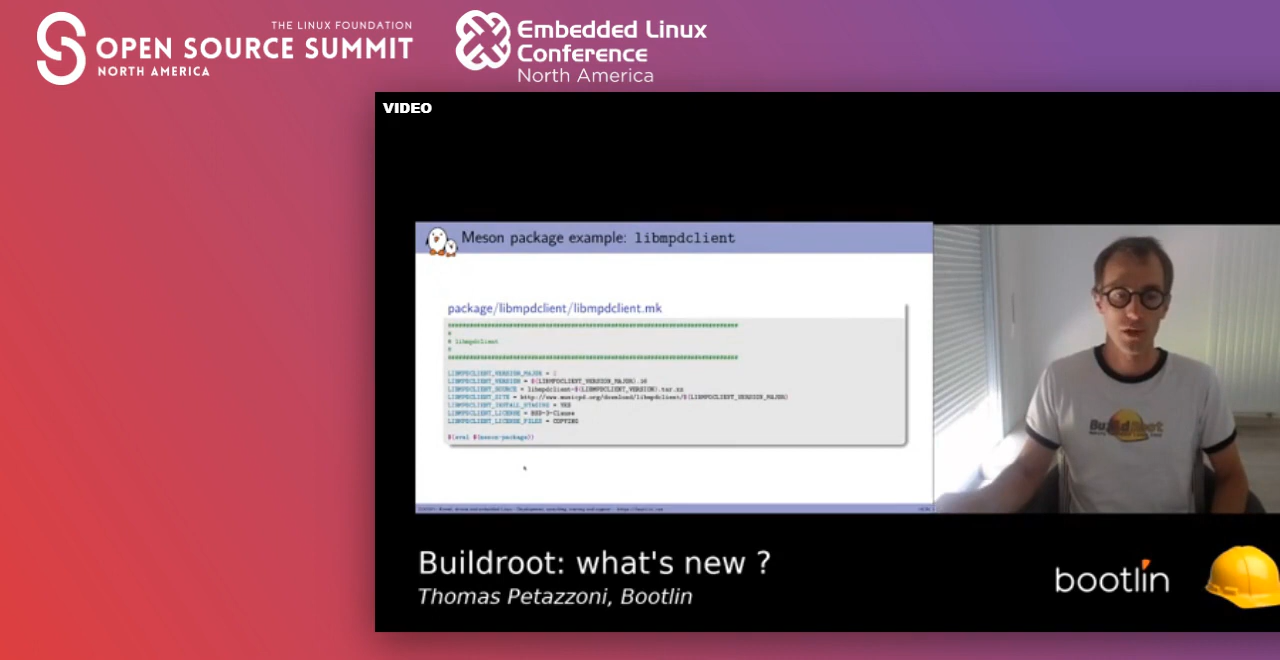 THE LINUX FOUNDATION
OPEN SOURCE SUMMIT
NORTH AMERICA
Embedded Linux
Conference
North America
VIDEO
Meson package example: libmpdclient
package/libmpdclient/libmpdclient.mk
#
# libmpdclient
#
LIBMPDCLIENT_VERSION_MAJOR = 2
LIBMPDCLIENT_VERSION = $(LIBMPDCLIENT_VERSION_MAJOR).16
LIBMPDCLIENT_SOURCE = libmpdclient-$(LIBMPDCLIENT_VERSION).tar.xz
LIBMPDCLIENT_SITE = http://www.musicpd.org/download/libmpdclient/$(LIBMPDCLIENT_VERSION_MAJOR)
LIBMPDCLIENT_INSTALL_STAGING = YES
LIBMPDCLIENT_LICENSE = BSD-3-Clause
LIBMPDCLIENT_LICENSE_FILES = COPYING
$(eval $(meson-package))
BuildRoot
Buildroot: what's new ?
Thomas Petazzoni, Bootlin
bootlin